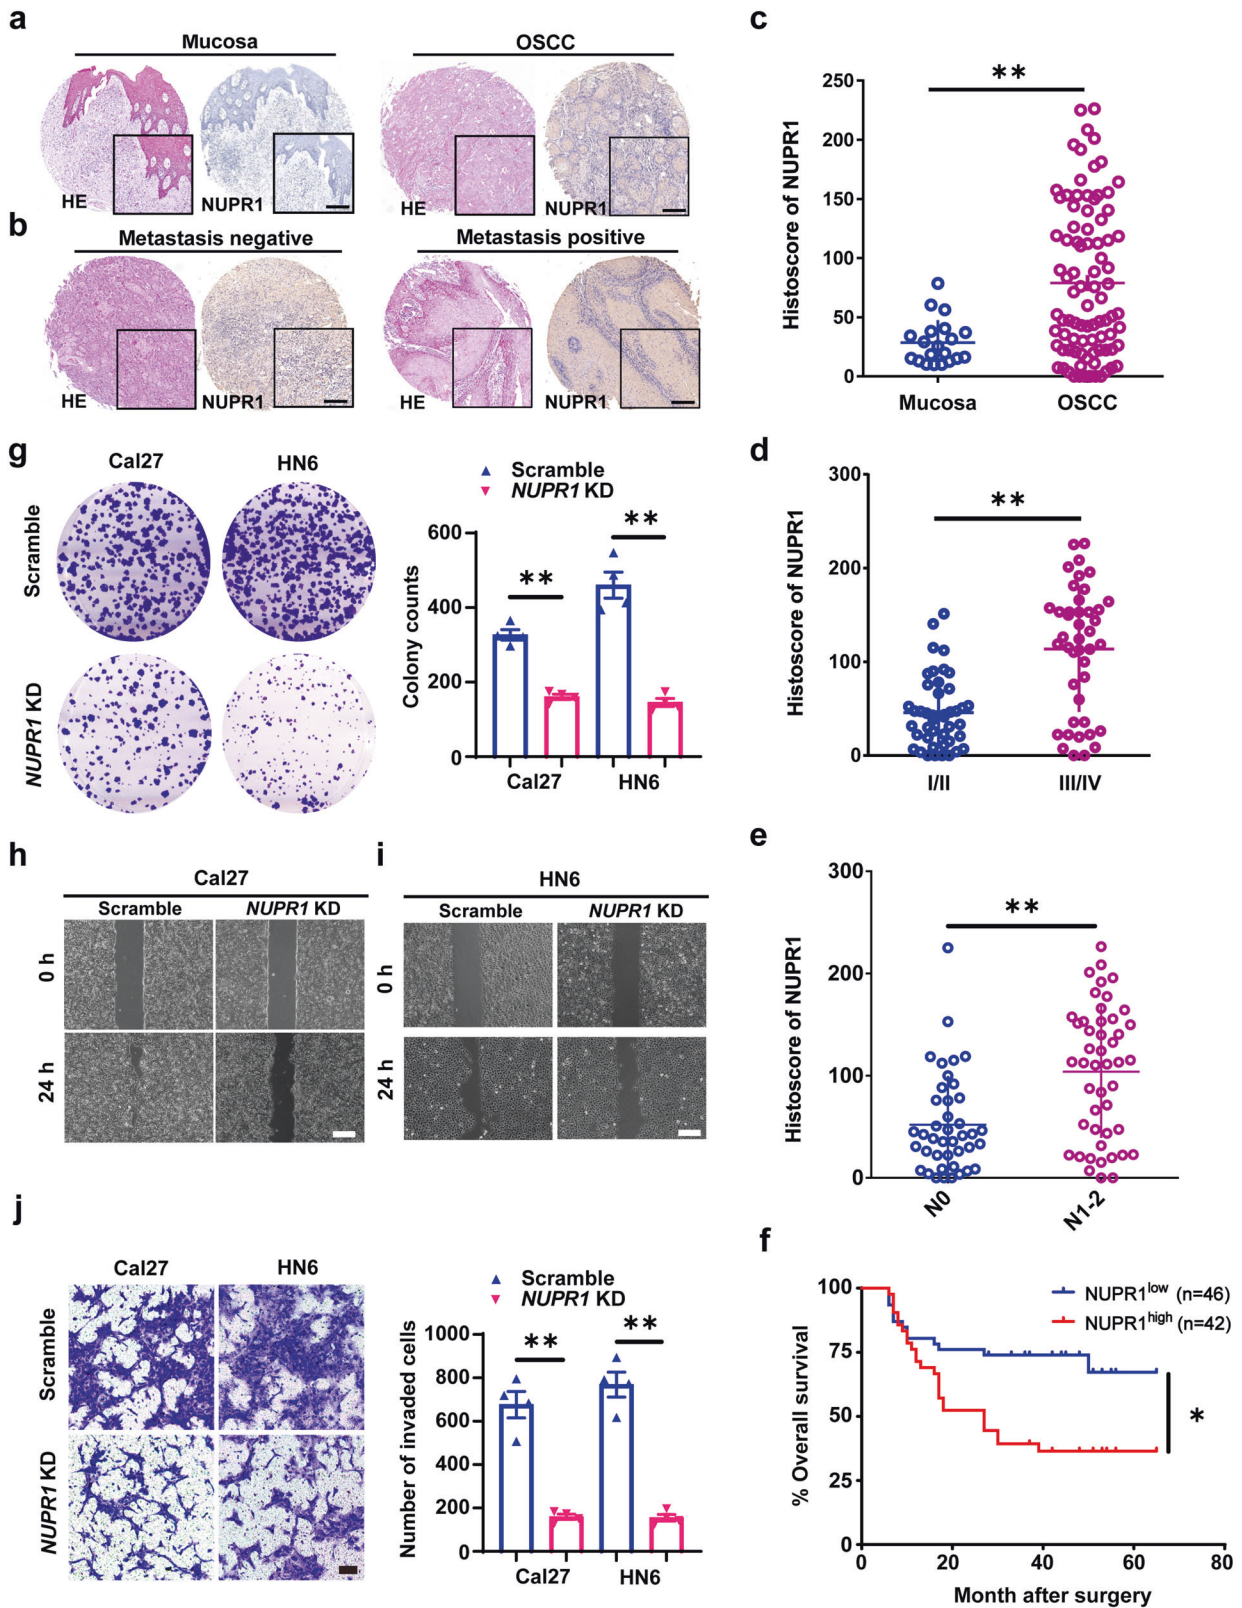 a
Mucosa
OSCC
HE
NUPR1
HE
NUPR1
b
Metastasis negative
Metastasis positive
HE
NUPR1
HE
NUPR1
c
Histoscore of NUPR1
250
200
150
100
50
0
**
Mucosa
OSCC
g
Cal27
HN6
Scramble
NUPR1 KD
Scramble
NUPR1 KD
Colony counts
600
400
200
0
**
**
Cal27
HN6
d
Histoscore of NUPR1
300
200
100
0
**
I/II
III/IV
h
Cal27
Scramble
NUPR1 KD
0 h
24 h
i
HN6
Scramble
NUPR1 KD
0 h
24 h
e
Histoscore of NUPR1
300
200
100
0
**
N0
N1-2
j
Cal27
HN6
Scramble
NUPR1 KD
Scramble
NUPR1 KD
Number of invaded cells
1000
800
600
400
200
0
**
**
Cal27
HN6
f
% Overall survival
100
75
50
25
0
NUPR1low (n=46)
NUPR1high (n=42)
*
0
20
40
60
80
Month after surgery